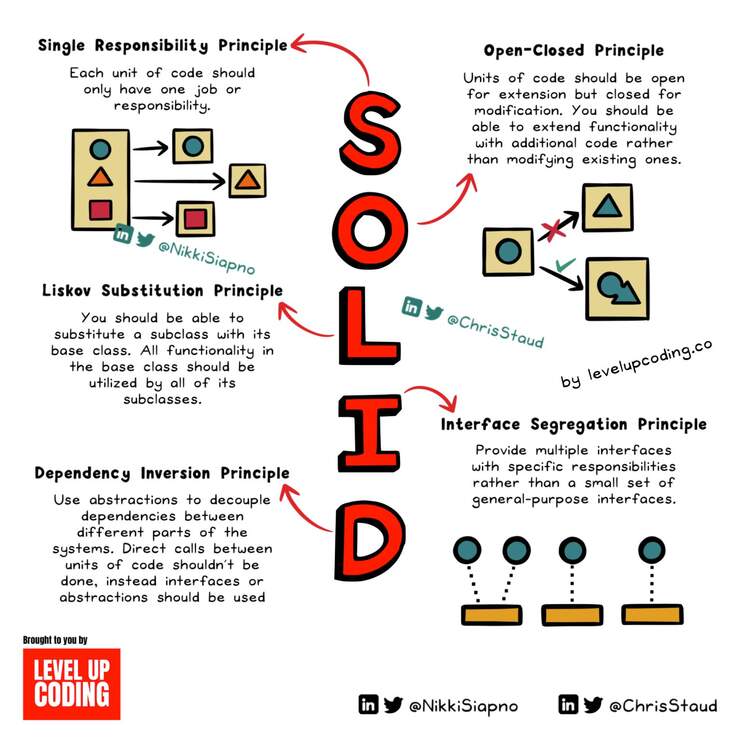 Single Responsibility Principle
Each unit of code should
only have one job or
responsibility.
@NikkiSiapno
Open-Closed Principle
Units of code should be open
for extension but closed for
modification. You should be
able to extend functionality
with additional code rather
than modifying existing ones.
S
O
L
I
D
Liskov Substitution Principle
You should be able to
substitute a subclass with its
base class. All functionality in
the base class should be
utilized by all of its
subclasses.
in @ChrisStaud
by levelupcoding.co
Interface Segregation Principle
Provide multiple interfaces
with specific responsibilities
rather than a small set of
general-purpose interfaces.
Dependency Inversion Principle
Use abstractions to decouple
dependencies between
different parts of the
systems. Direct calls between
units of code shouldn't be
done, instead interfaces or
abstractions should be used
Brought to you by
LEVEL UP
CODING
in @NikkiSiapno
in @ChrisStaud